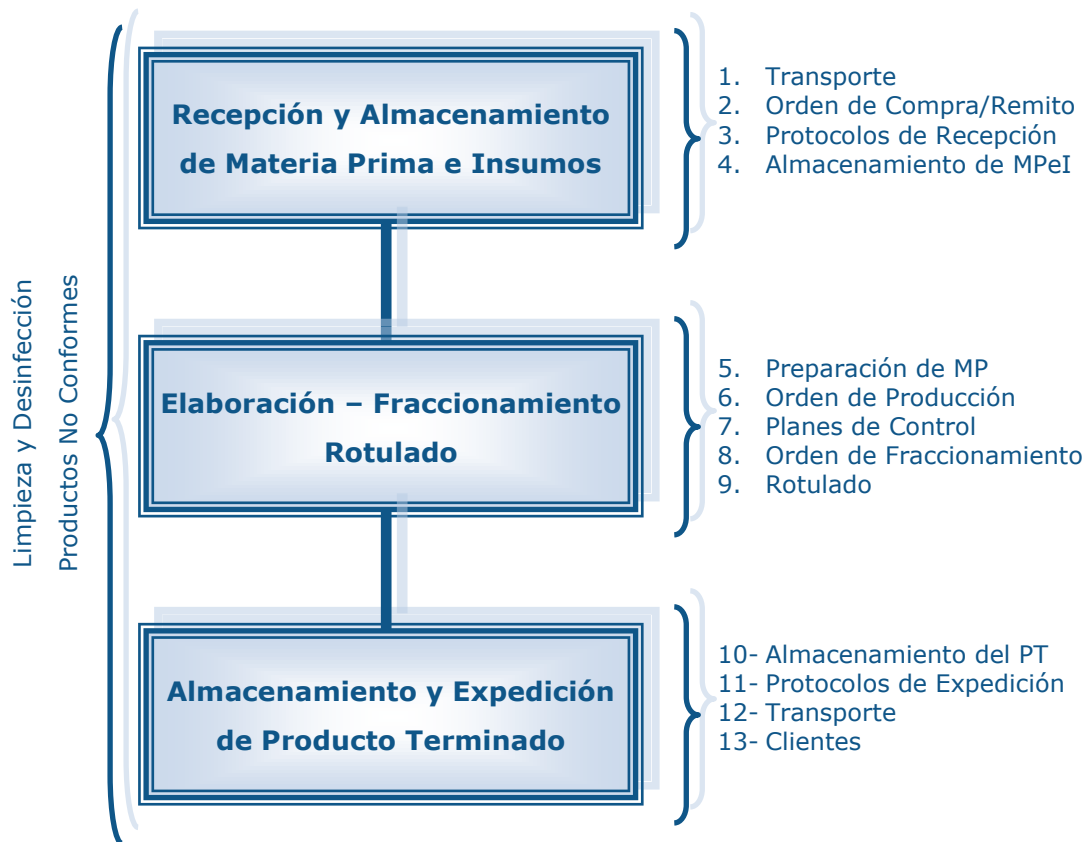 Limpieza y Desinfección
Productos No Conformes
Recepción y Almacenamiento
de Materia Prima e Insumos
1. Transporte
2. Orden de Compra/Remito
3. Protocolos de Recepción
4. Almacenamiento de MPeI
Elaboración – Fraccionamiento
Rotulado
5. Preparación de MP
6. Orden de Producción
7. Planes de Control
8. Orden de Fraccionamiento
9. Rotulado
Almacenamiento y Expedición
de Producto Terminado
10- Almacenamiento del PT
11- Protocolos de Expedición
12- Transporte
13- Clientes